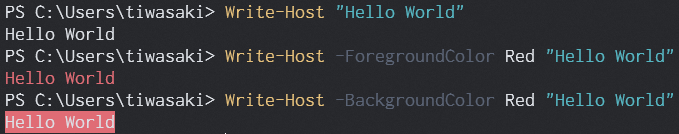 PS C:\Users\tiwasaki> Write-Host "Hello World"
Hello World
PS C:\Users\tiwasaki> Write-Host -ForegroundColor Red "Hello World"
Hello World
PS C:\Users\tiwasaki> Write-Host -BackgroundColor Red "Hello World"
Hello World